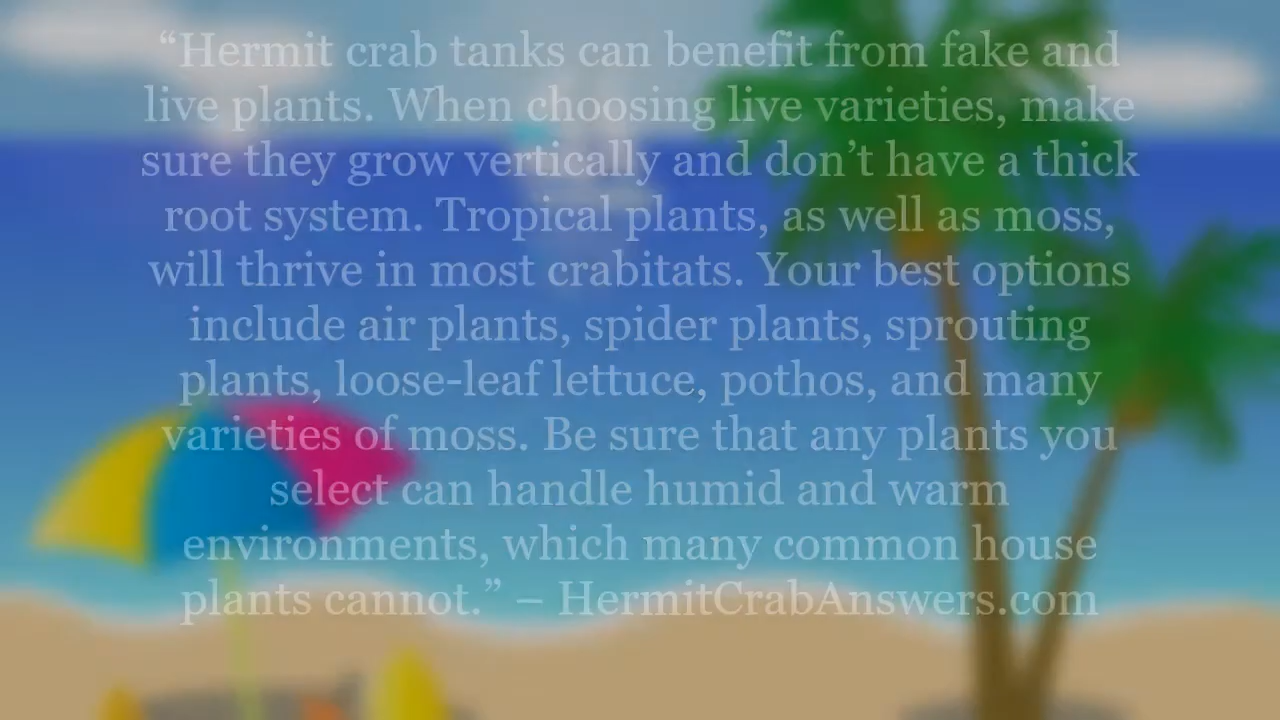 “Hermit crab tanks can benefit from fake and
live plants. When choosing live varieties, make
sure they grow vertically and don’t have a thick
root system. Tropical plants, as well as moss,
will thrive in most crabitats. Your best options
include air plants, spider plants, sprouting
plants, loose-leaf lettuce, pothos, and many
varieties of moss. Be sure that any plants you
select can handle humid and warm
environments, which many common house
plants cannot.” – HermitCrabAnswers.com